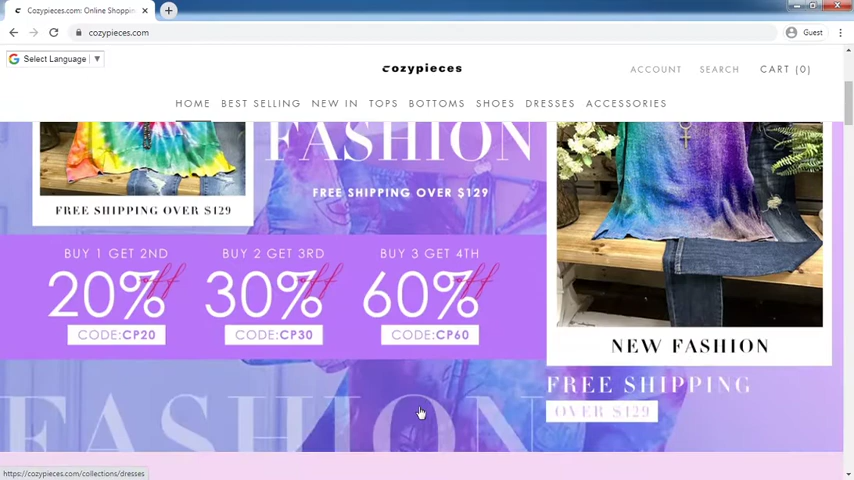 Cozypieces.com: Online Shoppin
cozypieces.com
Guest
Select Language
cozypieces
ACCOUNT
SEARCH
CART (0)
HOME
BEST SELLING
NEW IN
TOPS
BOTTOMS
SHOES
DRESSES
ACCESSORIES
FASHION
FREE SHIPPING OVER $129
FREE SHIPPING OVER $129
BUY 1 GET 2ND
20% off
CODE:CP20
BUY 2 GET 3RD
30% off
CODE:CP30
BUY 3 GET 4TH
60% off
CODE:CP60
NEW FASHION
FREE SHIPPING
OVER $129
FASHION
https://cozypieces.com/collections/dresses